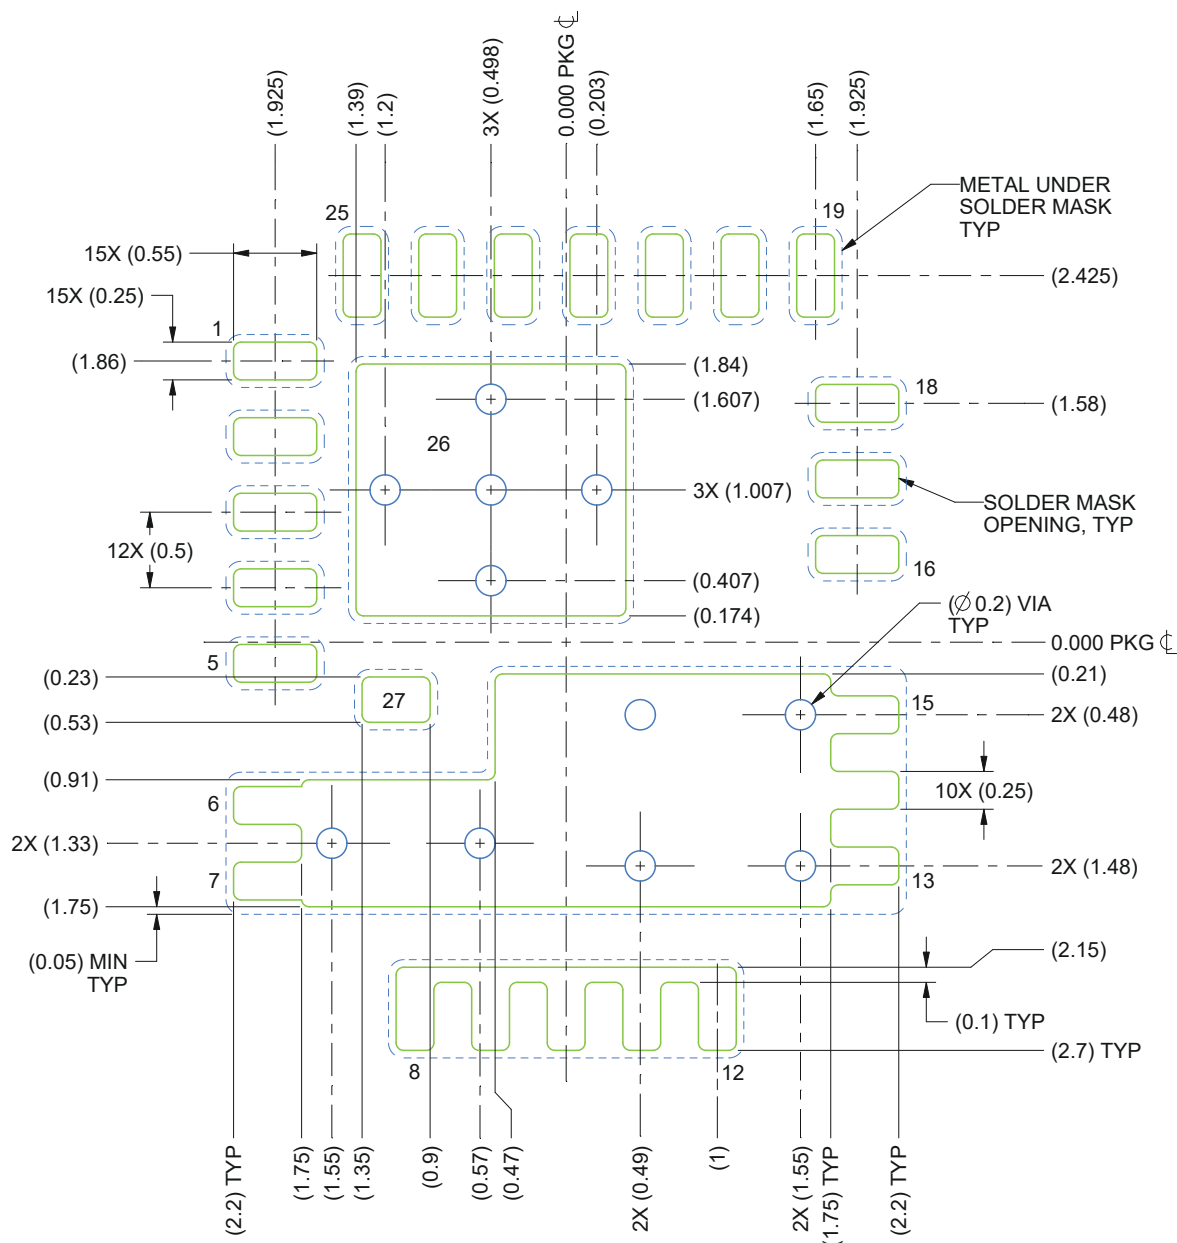 (1.925)
(1.39)
(1.2)
3X (0.498)
0.000 PKG ℄
(0.203)
(1.65)
(1.925)
METAL UNDER
SOLDER MASK
TYP
25
19
15X (0.55)
(2.425)
15X (0.25)
1
(1.86)
(1.84)
(1.607)
18
(1.58)
26
3X (1.007)
SOLDER MASK
OPENING, TYP
12X (0.5)
16
(0.407)
(∅ 0.2) VIA
TYP
(0.174)
0.000 PKG ℄
5
(0.23)
(0.21)
27
15
(0.53)
2X (0.48)
(0.91)
10X (0.25)
6
2X (1.33)
7
13
2X (1.48)
(1.75)
(0.05) MIN
TYP
(2.15)
(0.1) TYP
(2.7) TYP
8
12
(2.2) TYP
(1.75)
(1.55)
(1.35)
(0.9)
(0.57)
(0.47)
2X (0.49)
(1)
2X (1.55)
(1.75) TYP
(2.2) TYP